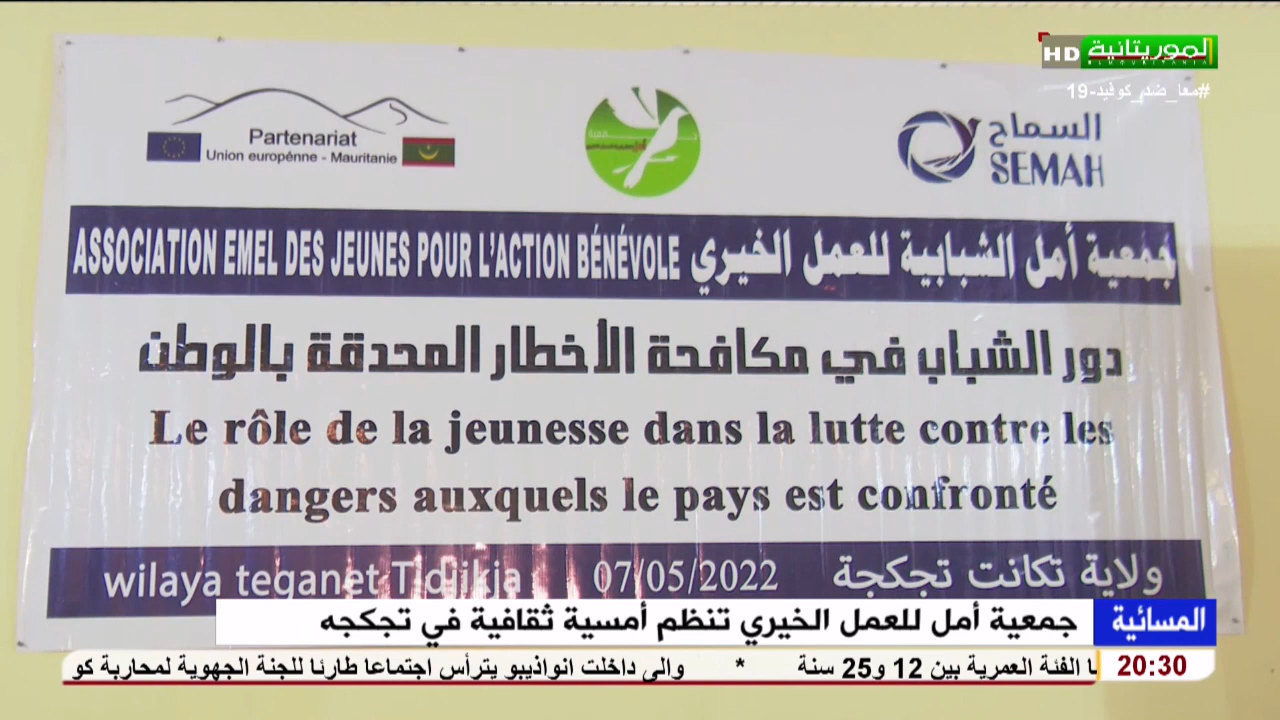 الموريتانية
HD
#معا_ضد_كوفيد-19
السماح
SEMAH
Partenariat
Union europénne - Mauritanie
جمعية أمل الشبابية للعمل الخيري ASSOCIATION EMEL DES JEUNES POUR L'ACTION BÉNÉVOLE
دور الشباب في مكافحة الأخطار المحدقة بالوطن
Le rôle de la jeunesse dans la lutte contre les
dangers auxquels le pays est confronté
ولاية تكانت تجكجة 07/05/2022 wilaya teganet Tidjikja
المسائية
جمعية أمل للعمل الخيري تنظم أمسية ثقافية في تجكجه
20:30
ا الفئة العمرية بين 12 و25 سنة * والى داخلت انواذيبو يترأس اجتماعا طارئا للجنة الجهوية لمحاربة كو